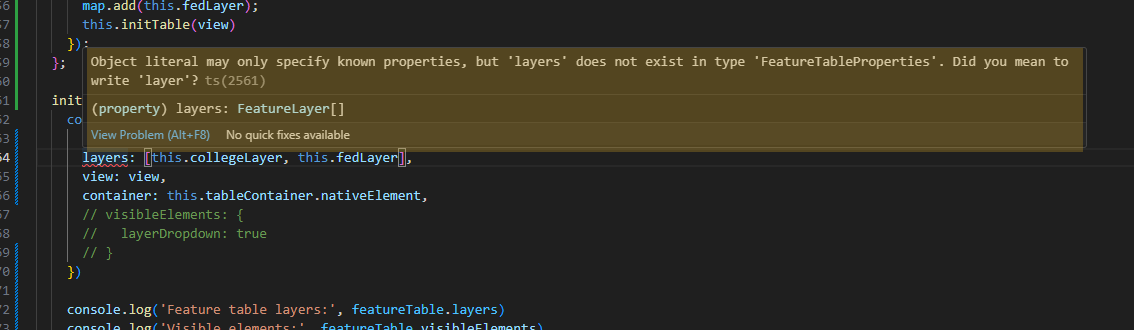 56 map.add(this.fedLayer);
57 this.initTable(view)
58 });
59 };
Object literal may only specify known properties, but 'layers' does not exist in type 'FeatureTableProperties'. Did you mean to
write 'layer'? ts(2561)
60
(property) layers: FeatureLayer[]
61 init
62 co
View Problem (Alt+F8) No quick fixes available
63
64 layers: [this.collegeLayer, this.fedLayer],
65 view: view,
66 container: this.tableContainer.nativeElement,
67 // visibleElements: {
68 //   layerDropdown: true
69 // }
70 })
71
72 console.log('Feature table layers:', featureTable.layers)
73 console.log('Visible elements:', featureTable.visibleElements)